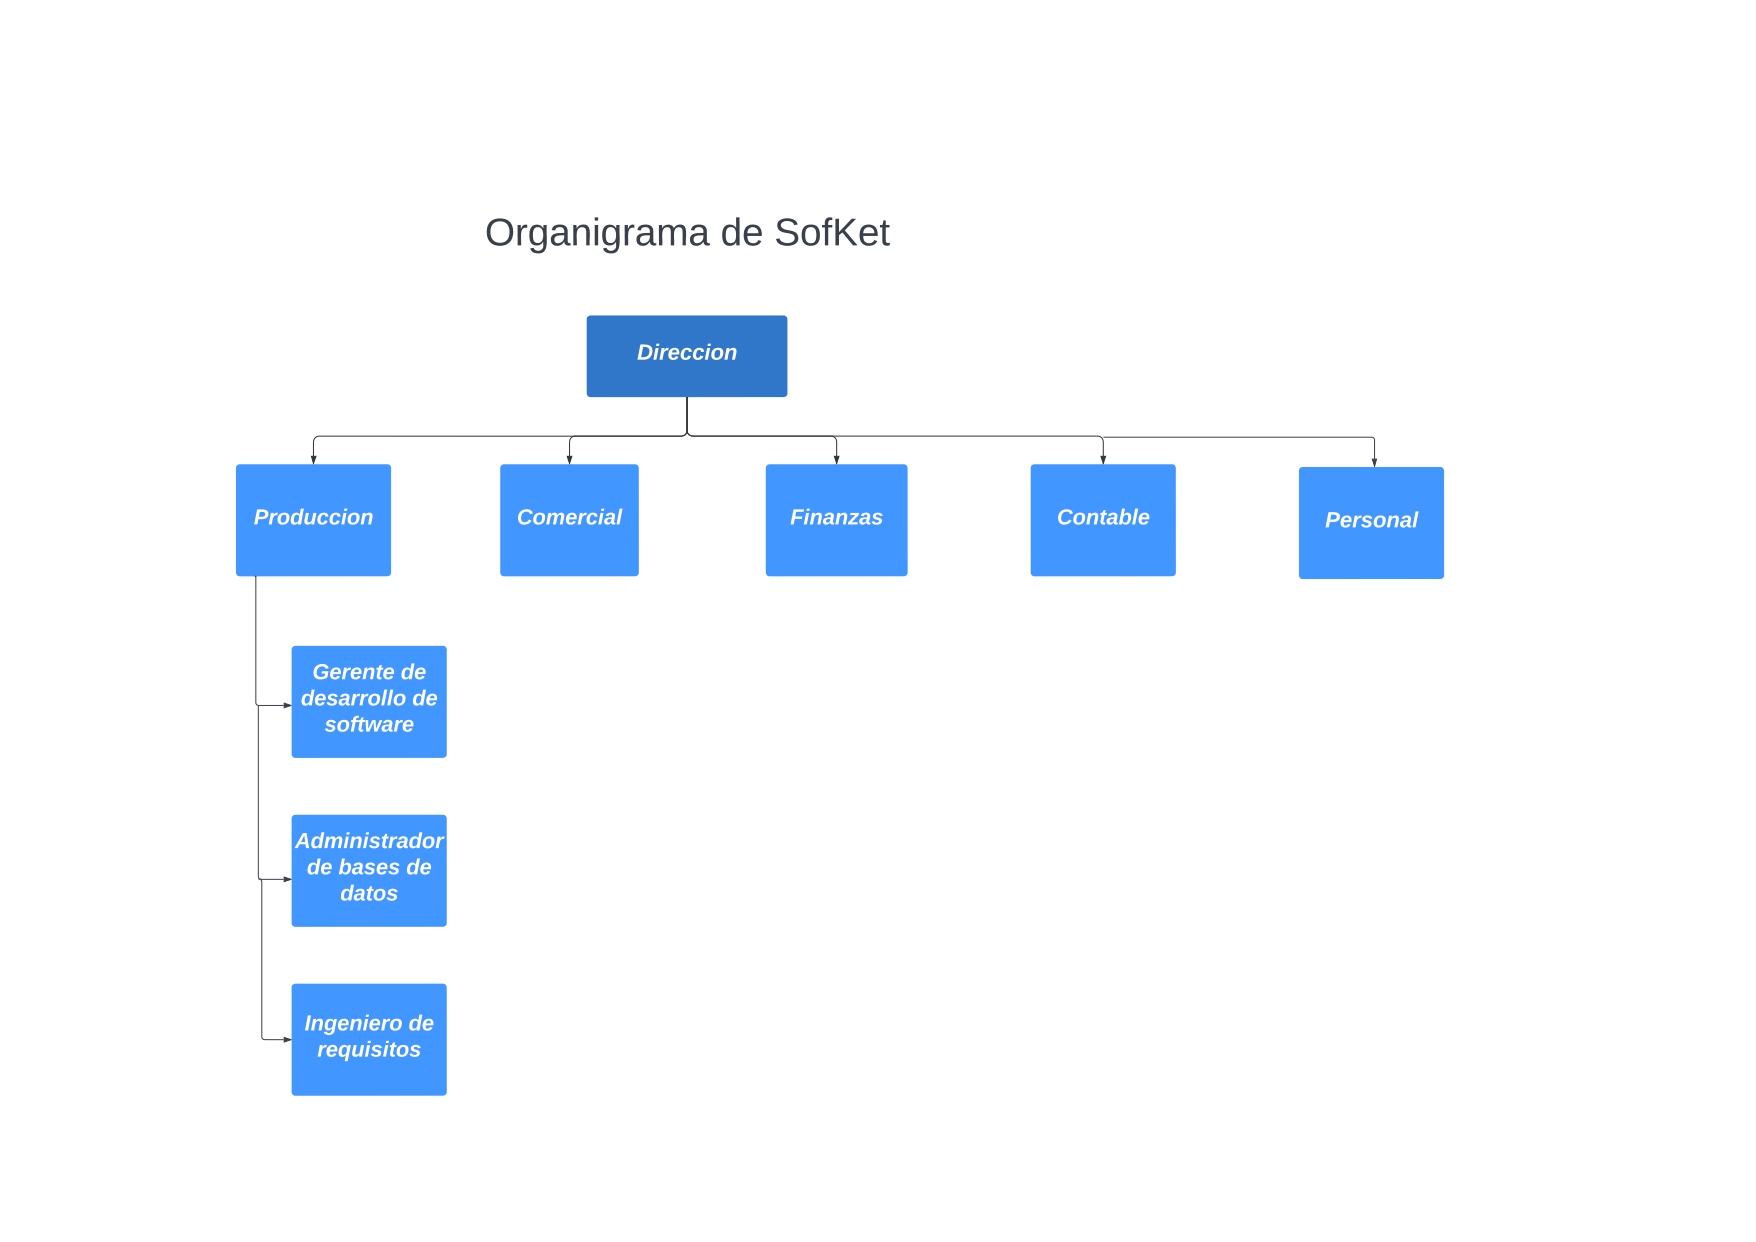 Organigrama de SofKet
Direccion
Produccion
Comercial
Finanzas
Contable
Personal
Gerente de
desarrollo de
software
Administrador
de bases de
datos
Ingeniero de
requisitos